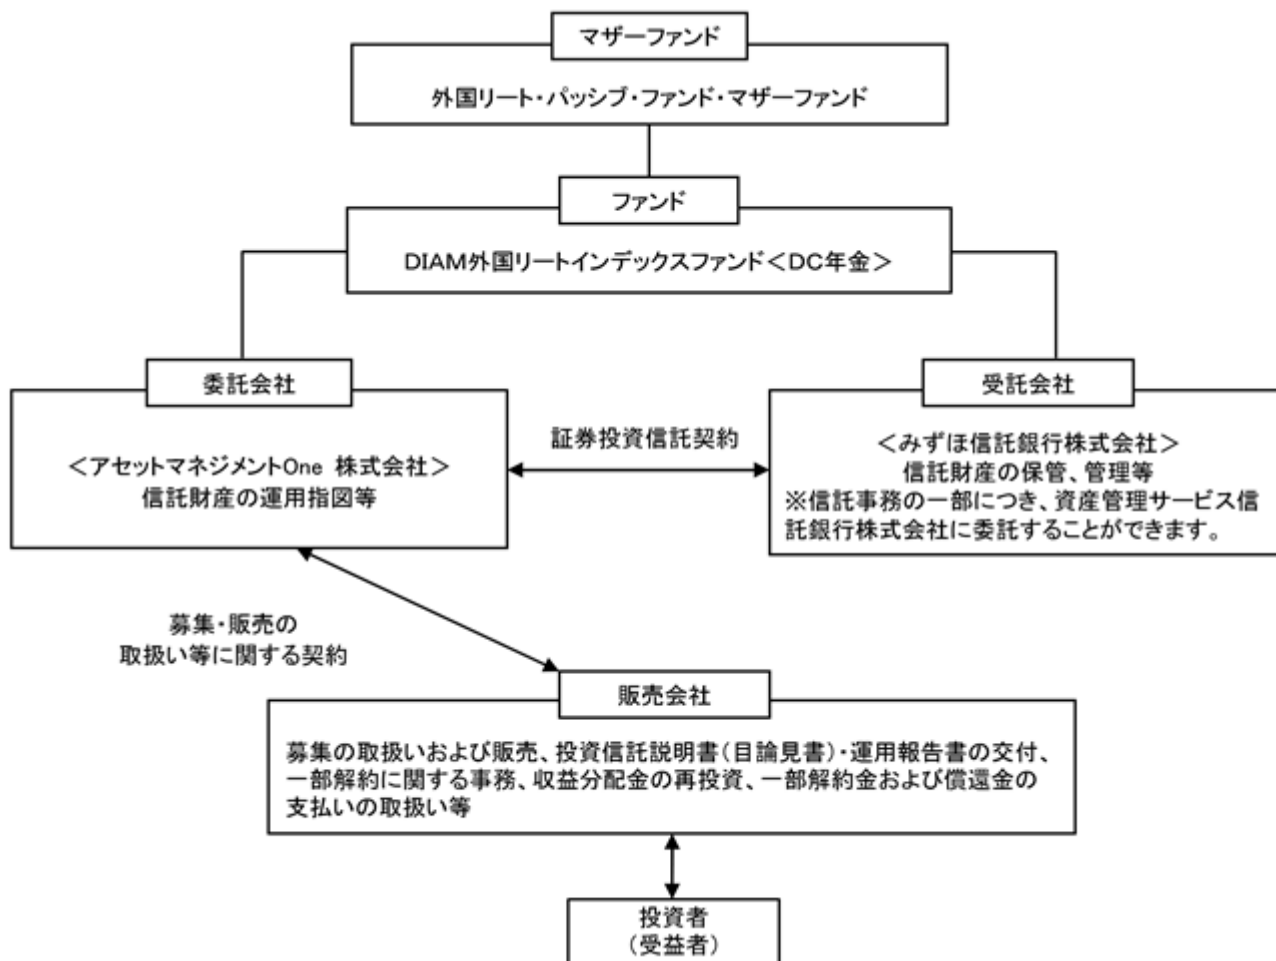 マザーファンド
外国リート・パッシブ・ファンド・マザーファンド
ファンド
DIAM外国リートインデックスファンド＜DC年金＞
委託会社
＜アセットマネジメントOne 株式会社＞
信託財産の運用指図等
証券投資信託契約
受託会社
＜みずほ信託銀行株式会社＞
信託財産の保管、管理等
※信託事務の一部につき、資産管理サービス信
託銀行株式会社に委託することができます。
募集・販売の
取扱い等に関する契約
販売会社
募集の取扱いおよび販売、投資信託説明書（目論見書）・運用報告書の交付、
一部解約に関する事務、収益分配金の再投資、一部解約金および償還金の
支払いの取扱い等
投資者
（受益者）